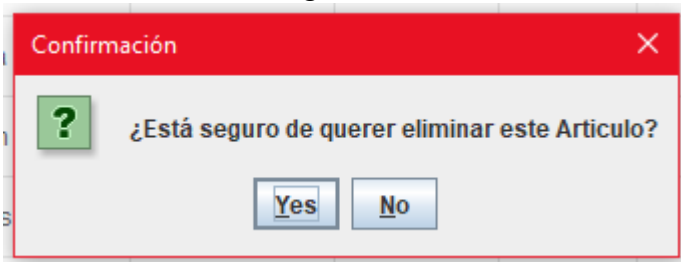 Confirmación
¿Está seguro de querer eliminar este Articulo?
Yes No